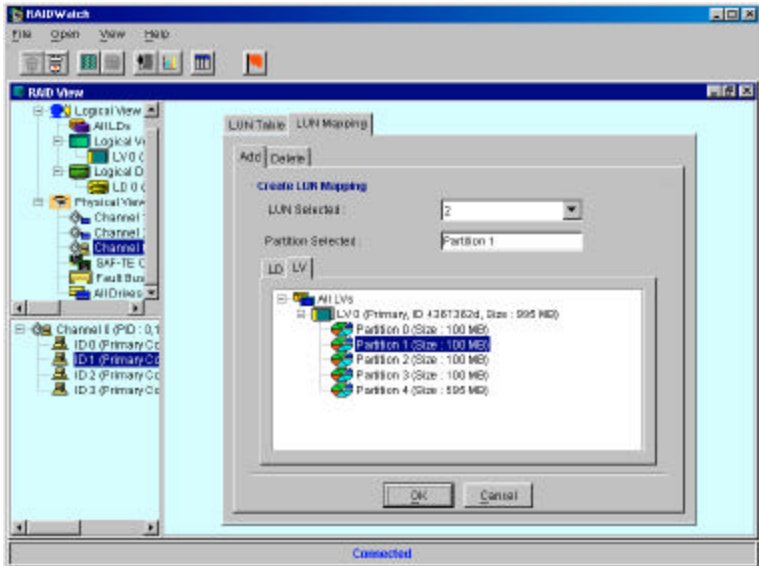 RAIDWatch
File Open View Help
RAID View
Logical View
All LDs
Logical V
LV 0 (
Logical D
LD 0 (
Physical View
Channel
Channel
Channel
SAF-TE C
Fault Bus
All Drives
Channel (PID : 0,1
ID 0 (Primary Co
ID 1 (Primary Co
ID 2 (Primary Co
ID 3 (Primary Co
LUN Table LUN Mapping
Add Delete
Create LUN Mapping
LUN Selected : 2
Partition Selected : Partition 1
LD LV
All LVs
LV 0 (Primary, ID 4361362d, Size : 995 MB)
Partition 0 (Size : 100 MB)
Partition 1 (Size : 100 MB)
Partition 2 (Size : 100 MB)
Partition 3 (Size : 100 MB)
Partition 4 (Size : 595 MB)
OK Cancel
Connected